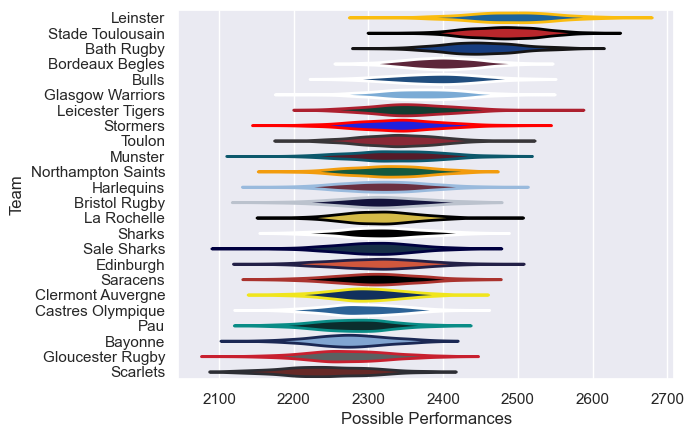 Leinster
Stade Toulousain
Bath Rugby
Bordeaux Begles
Bulls
Glasgow Warriors
Leicester Tigers
Stormers
Toulon
Munster
Northampton Saints
Harlequins
Bristol Rugby
La Rochelle
Sharks
Sale Sharks
Edinburgh
Saracens
Clermont Auvergne
Castres Olympique
Pau
Bayonne
Gloucester Rugby
Scarlets
Team
2100 2200 2300 2400 2500 2600 2700
Possible Performances